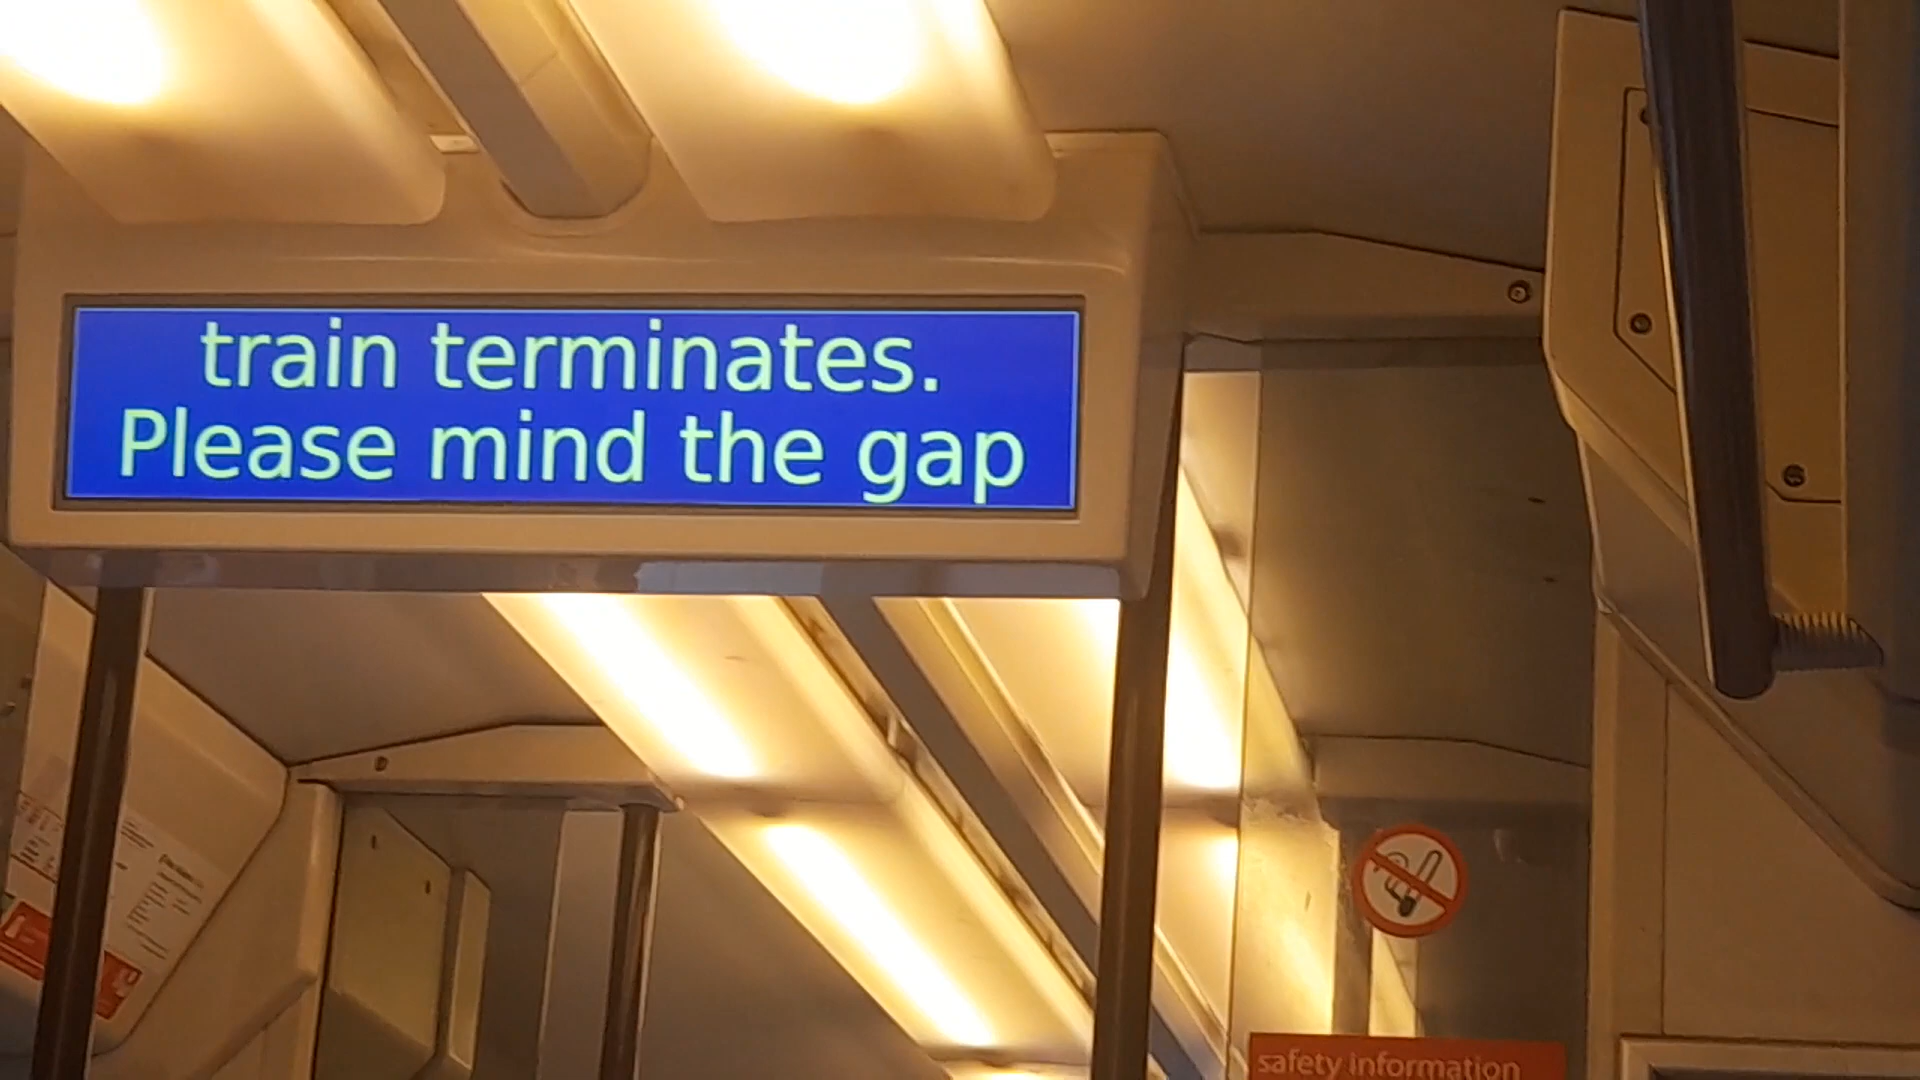 train terminates.
Please mind the gap
safety information